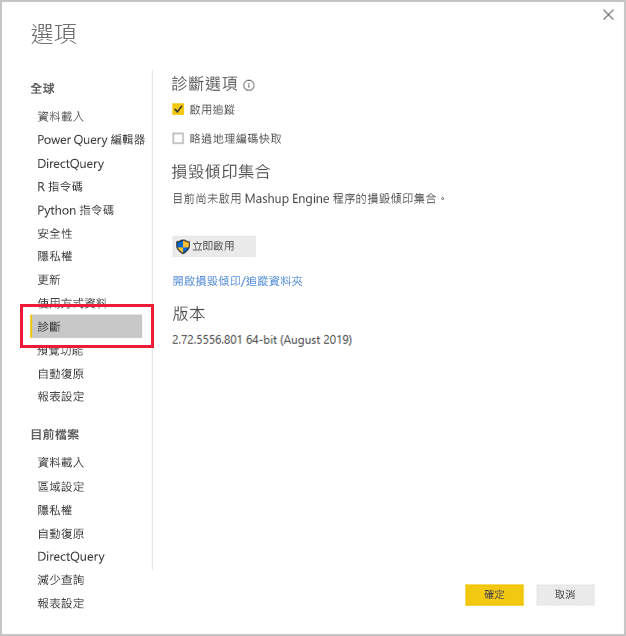 選項
全球
資料載入
Power Query 編輯器
DirectQuery
R 指令碼
Python 指令碼
安全性
隱私權
更新
使用方式資料
診斷
預覽功能
自動復原
報表設定
目前檔案
資料載入
區域設定
隱私權
自動復原
DirectQuery
減少查詢
報表設定
診斷選項
啟用追蹤
略過地理編碼快取
損毀傾印集合
目前尚未啟用 Mashup Engine 程序的損毀傾印集合。
立即啟用
開啟損毀傾印/追蹤資料夾
版本
2.72.5556.801 64-bit (August 2019)
確定
取消